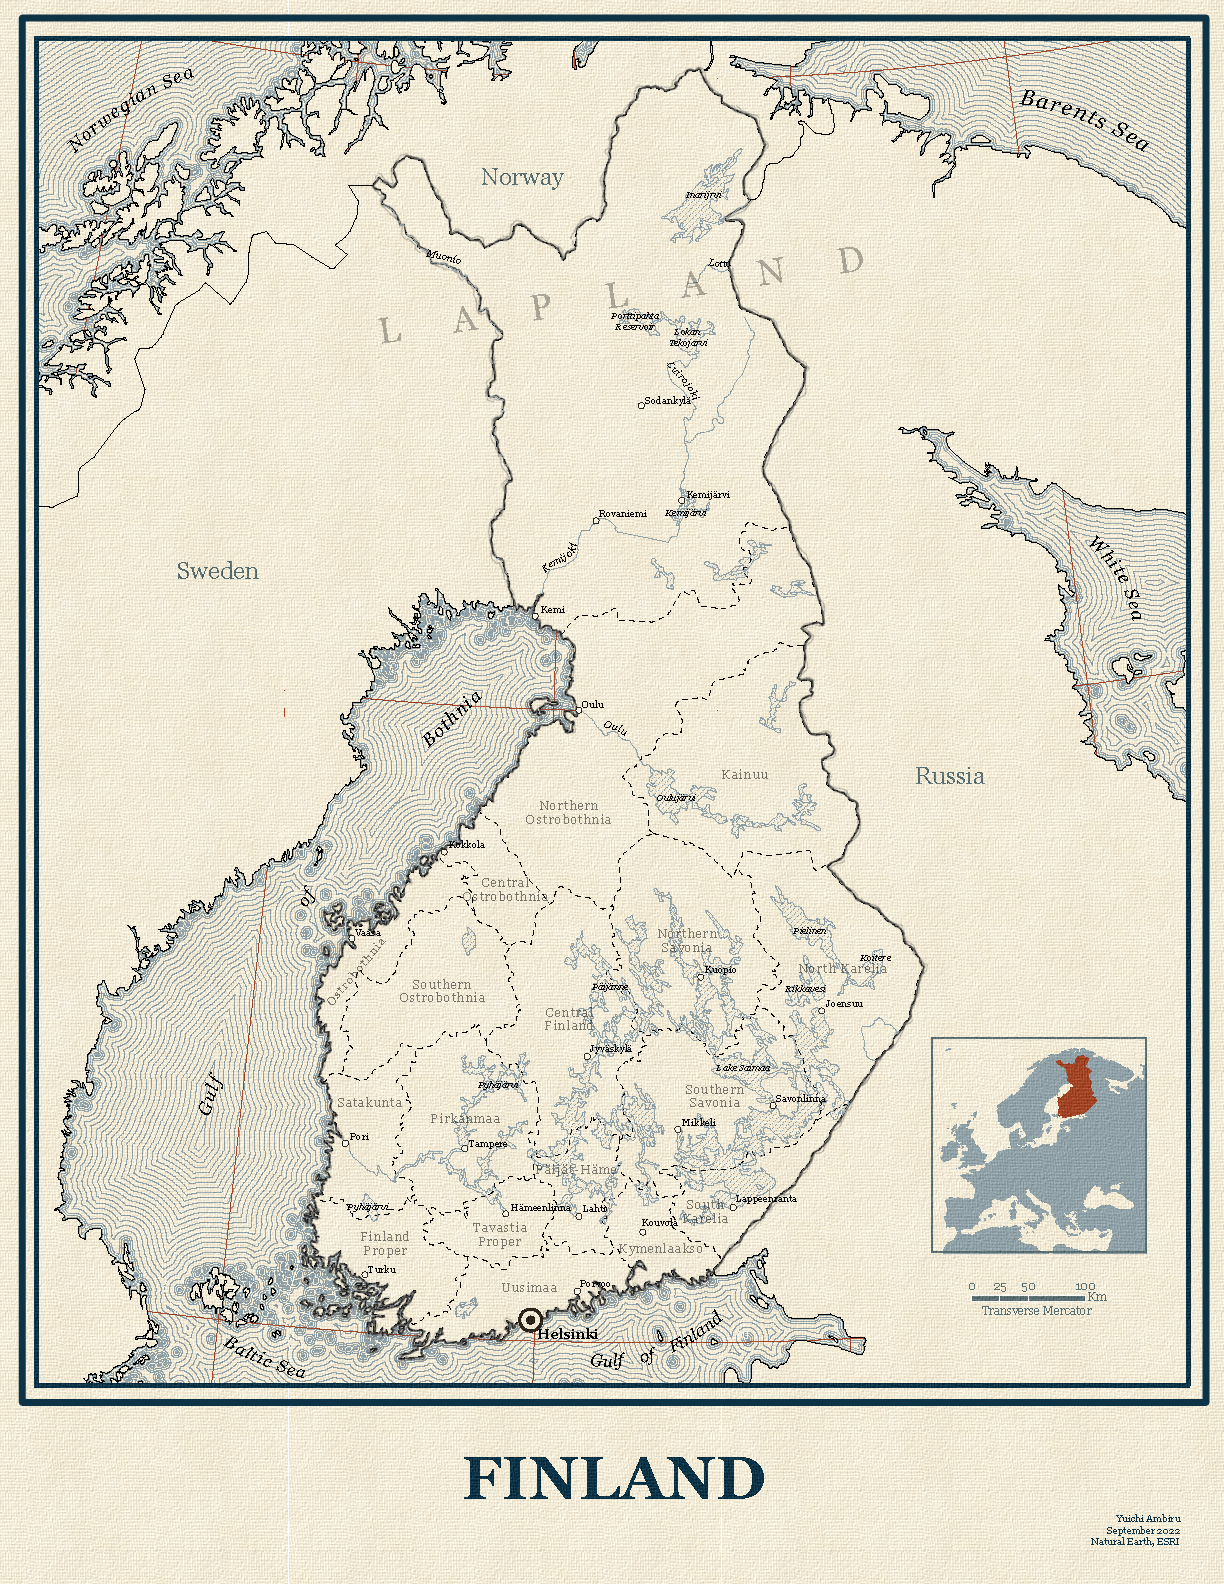 Norwegian Sea
Barents Sea
Norway
Inarijrvi
Muonio
Lotta
LAPLAND
Porttipahta
Reservoir
Lokan
Tekojärvi
Luirojoki
Sodankylä
Kemijärvi
Kemijärvi
Rovaniemi
Kemijoki
White Sea
Sweden
Kemi
Oulu
Oulu
Gulf of Bothnia
Kainuu
Russia
Oulujärvi
Northern
Ostrobothnia
Kokkola
Central
Ostrobothnia
Vaasa
Ostrobothnia
Northern
Savonia
Pielinen
Kuopio
Koitere
North Karelia
Southern
Ostrobothnia
Päijänne
Rikkavesi
Joensuu
Central
Finland
Jyväskylä
Lake Saimaa
Pyhäjärvi
Southern
Savonia
Savonlinna
Satakunta
Pirkanmaa
Mikkeli
Pori
Tampere
Päijät-Häme
Pyhäjärvi
Hämeenlinna
Lahti
South
Karelia
Lappeenranta
Kouvola
Tavastia
Proper
Finland
Proper
Kymenlaakso
Turku
Uusimaa
Porvoo
Helsinki
Baltic Sea
Gulf of Finland
0 25 50 100
Km
Transverse Mercator
FINLAND
Yuichi Ambiru
September 2022
Natural Earth, ESRI